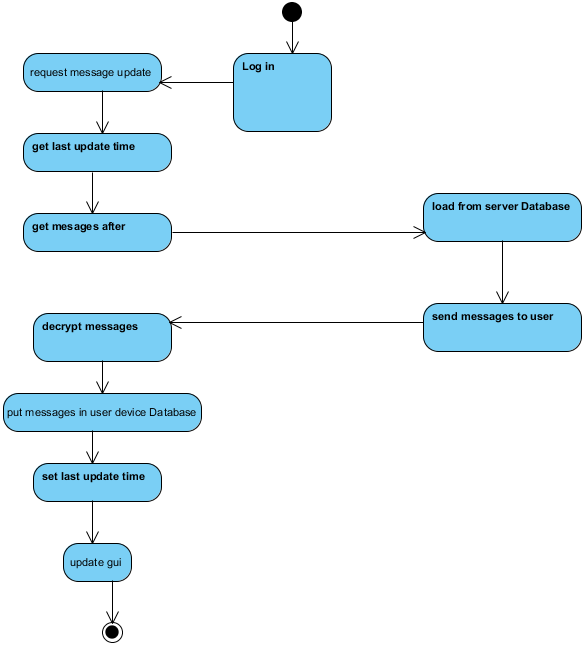 Log in
request message update
get last update time
get mesages after
load from server Database
send messages to user
decrypt messages
put messages in user device Database
set last update time
update gui